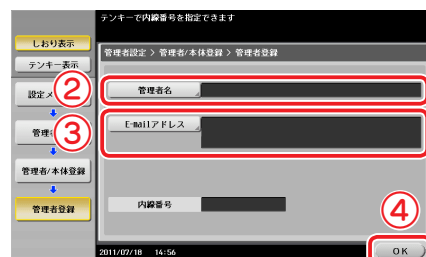 テンキーで内線番号を指定できます
しおり表示
管理者設定 > 管理者/本体登録 > 管理者登録
テンキー表示
設定メ
②
管理者名
③
E-mailアドレス
管理
管理者/本体登録
管理者登録
内線番号
④
2011/07/18 14:56
OK